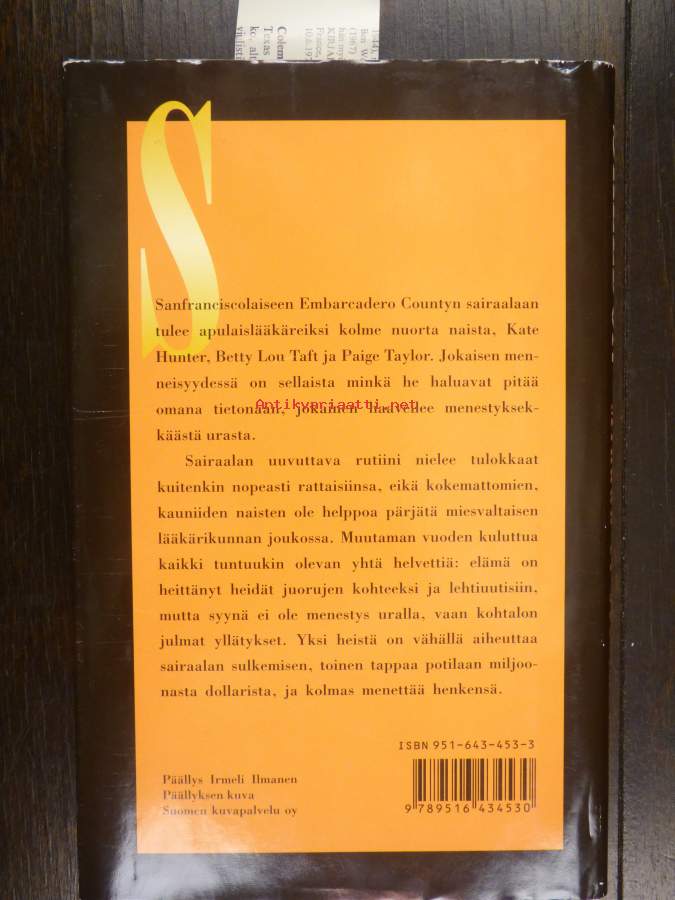 Colem
Texas
S
Sanfranciscolaiseen Embarcadero Countyn sairaalaan
tulee apulaislääkäreiksi kolme nuorta naista, Kate
Hunter, Betty Lou Taft ja Paige Taylor. Jokaisen men-
neisyydessä on sellaista minkä he haluavat pitää
omana tietonaan, jokainen haaveilee menestyksek-
Antikvariaatti.net
käästä urasta.
Sairaalan uuvuttava rutiini nielee tulokkaat
kuitenkin nopeasti rattaisiinsa, eikä kokemattomien,
kauniiden naisten ole helppoa pärjätä miesvaltaisen
lääkärikunnan joukossa. Muutaman vuoden kuluttua
kaikki tuntuukin olevan yhtä helvettiä: elämä on
heittänyt heidät juorujen kohteeksi ja lehtiuutisiin,
mutta syynä ei ole menestys uralla, vaan kohtalon
julmat yllätykset. Yksi heistä on vähällä aiheuttaa
sairaalan sulkemisen, toinen tappaa potilaan miljoo-
nasta dollarista, ja kolmas menettää henkensä.
ISBN 951-643-453-3
9 789516 434530
Päällys Irmeli Ilmanen
Päällyksen kuva
Suomen kuvapalvelu oy